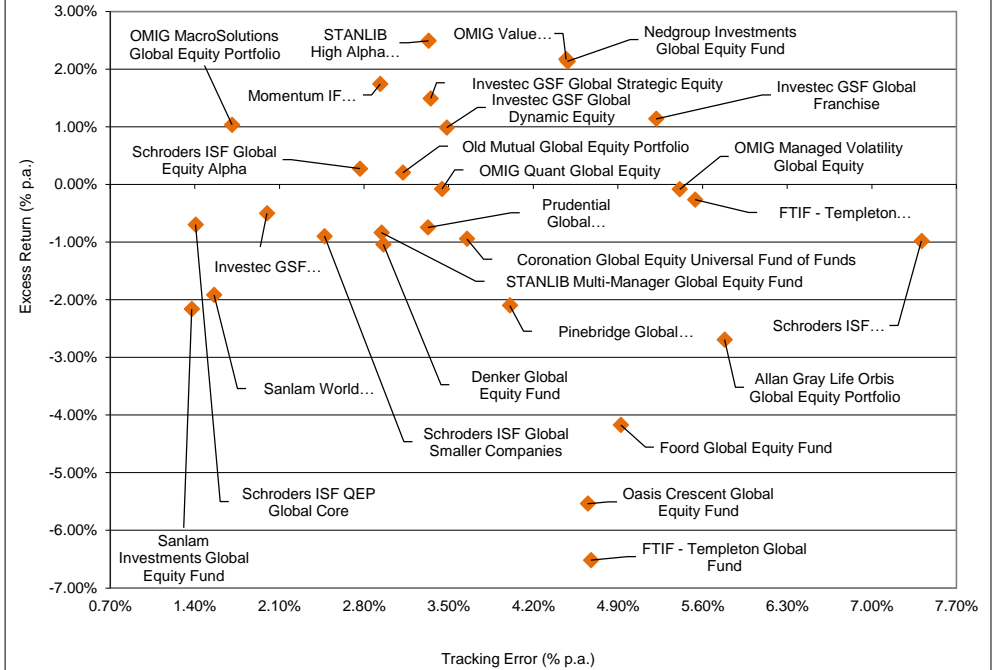 3.00%
2.00%
1.00%
0.00%
-1.00%
-2.00%
-3.00%
-4.00%
-5.00%
-6.00%
-7.00%
Excess Return (% p.a.)
OMIG MacroSolutions
Global Equity Portfolio
STANLIB
High Alpha...
OMIG Value...
Nedgroup Investments
Global Equity Fund
Momentum IF...
Investec GSF Global Strategic Equity
Investec GSF Global
Dynamic Equity
Investec GSF Global
Franchise
Schroders ISF Global
Equity Alpha
Old Mutual Global Equity Portfolio
OMIG Quant Global Equity
OMIG Managed Volatility
Global Equity
Prudential
Global...
FTIF - Templeton...
Investec GSF...
Coronation Global Equity Universal Fund of Funds
STANLIB Multi-Manager Global Equity Fund
Pinebridge Global...
Schroders ISF...
Sanlam World...
Denker Global
Equity Fund
Allan Gray Life Orbis
Global Equity Portfolio
Schroders ISF Global
Smaller Companies
Foord Global Equity Fund
Schroders ISF QEP
Global Core
Oasis Crescent Global
Equity Fund
Sanlam
Investments Global
Equity Fund
FTIF - Templeton Global
Fund
0.70% 1.40% 2.10% 2.80% 3.50% 4.20% 4.90% 5.60% 6.30% 7.00% 7.70%
Tracking Error (% p.a.)